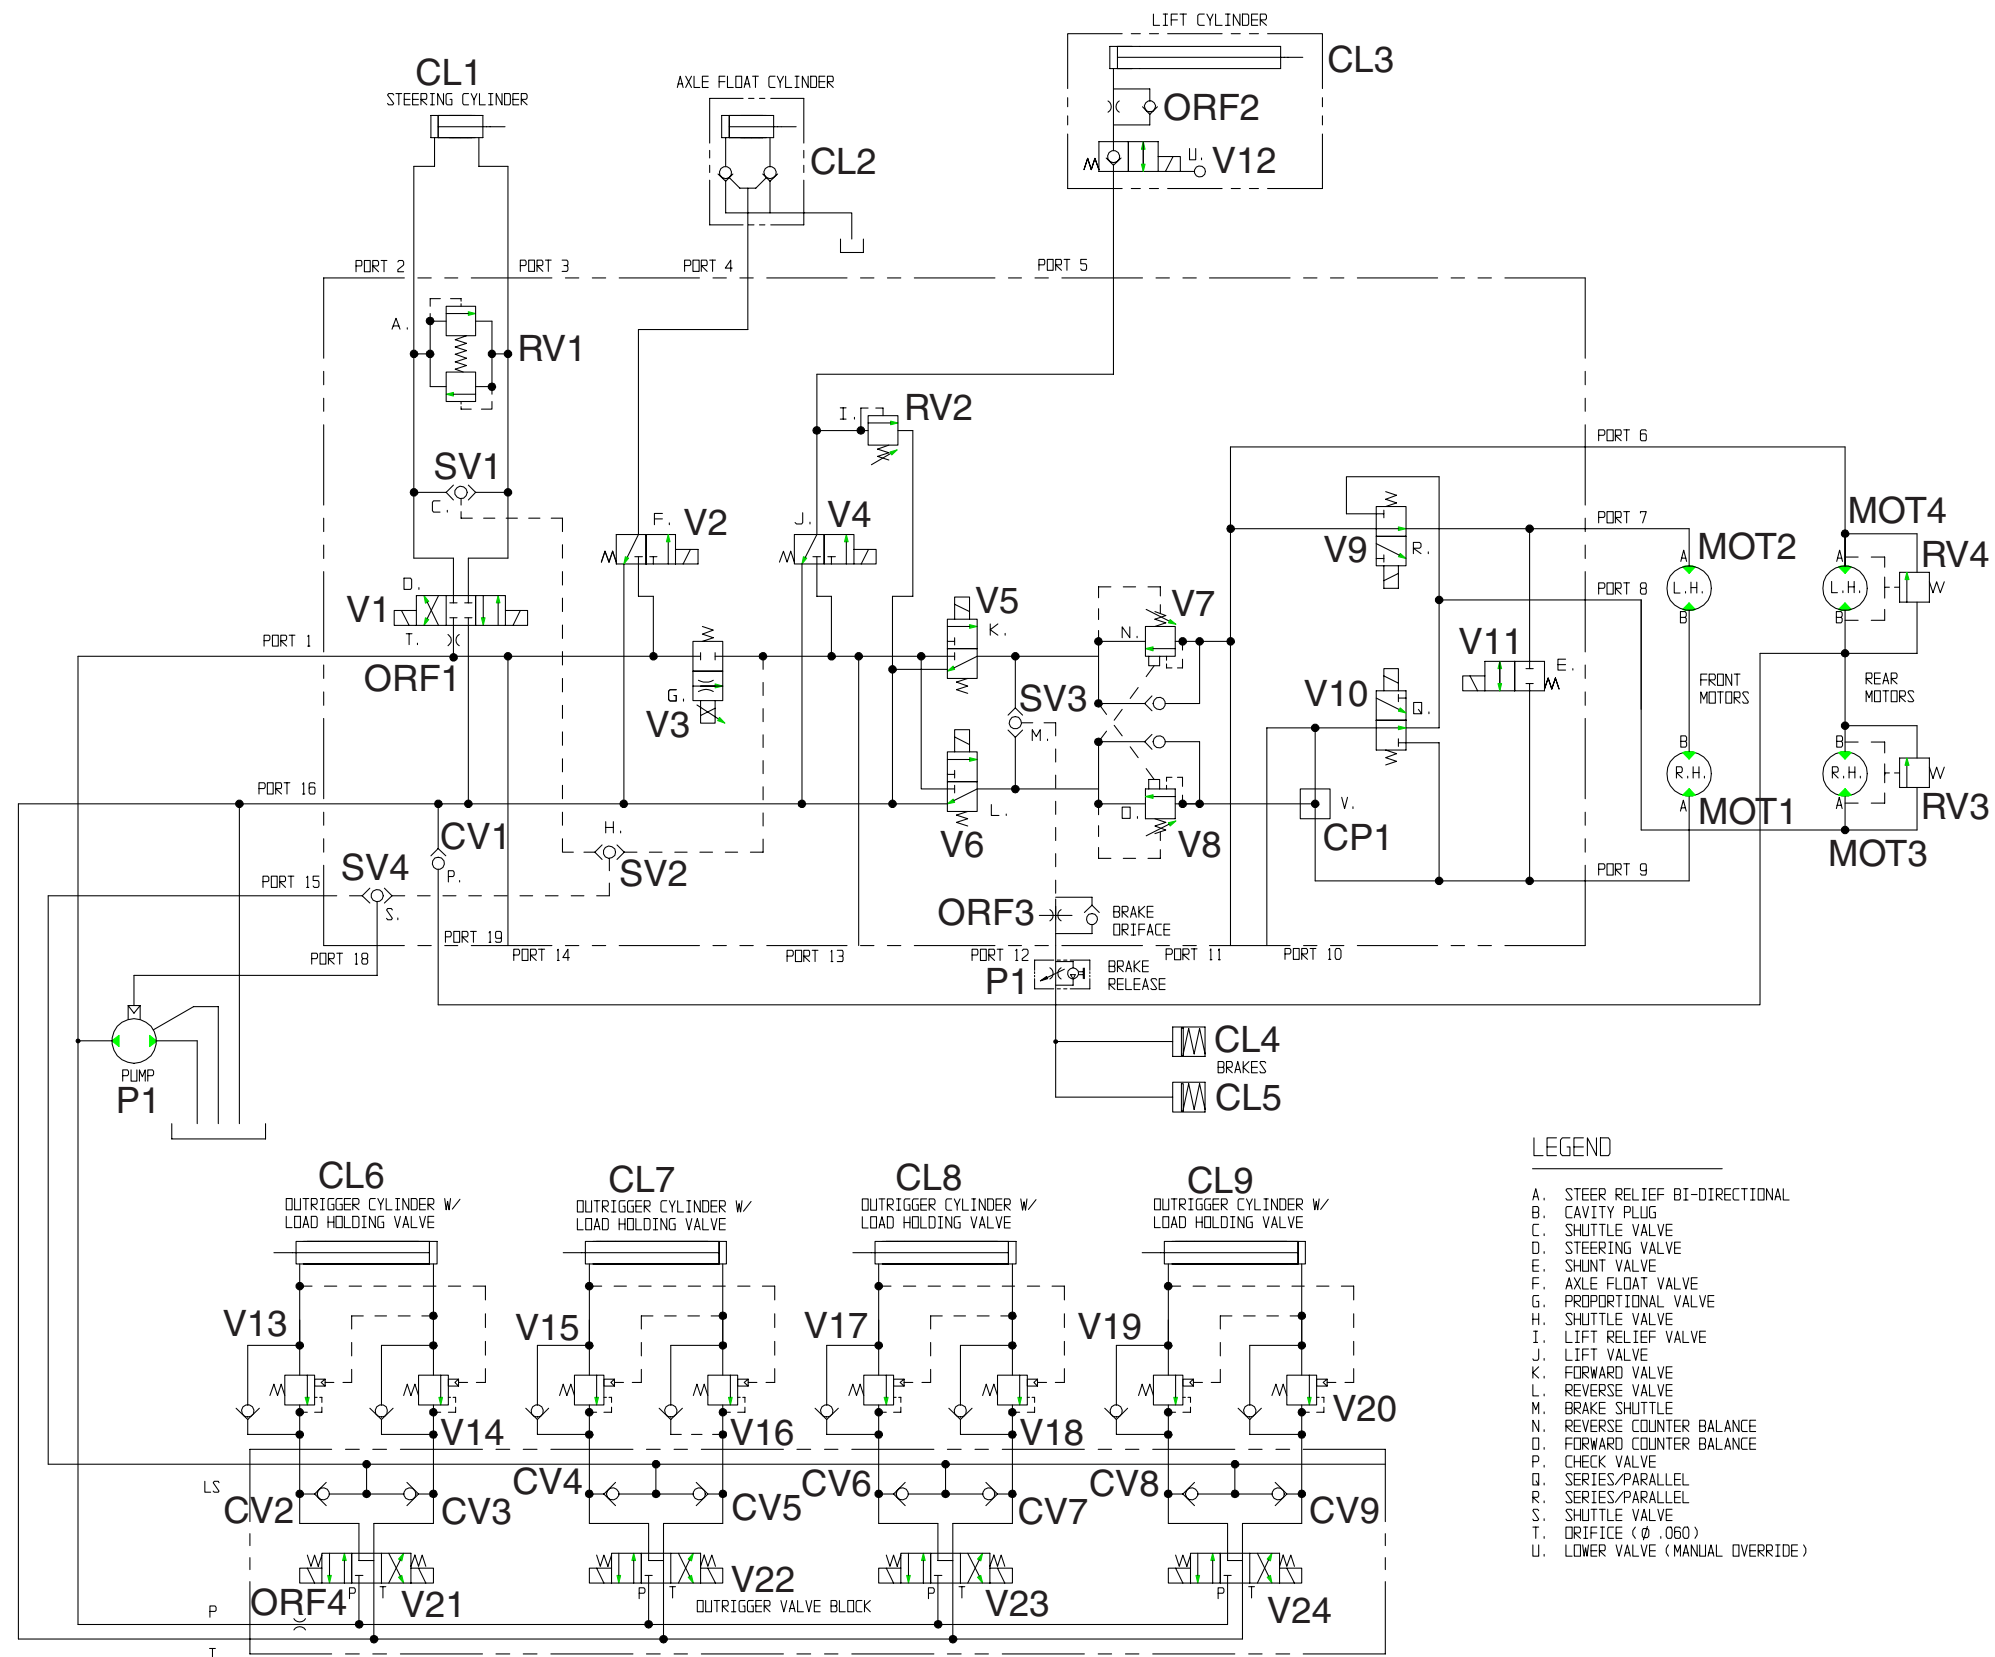 LIFT CYLINDER
CL3
CL1
STEERING CYLINDER
AXLE FLOAT CYLINDER
CL2
ORF2
U.
V12
PORT 2
PORT 3
PORT 4
PORT 5
A.
RV1
I.
RV2
PORT 6
SV1
C.
F.
V2
J.
V4
PORT 7
V9
R.
MOT4
MOT2
RV4
A
A
L.H.
L.H.
B
B
PORT 8
D.
V1
T.
ORF1
PORT 1
V5
K.
V7
N.
V11
E.
G.
V3
SV3
M.
V10
Q.
FRONT
MOTORS
REAR
MOTORS
B
B
R.H.
R.H.
A
A
MOT1
RV3
MOT3
PORT 16
CV1
P.
H.
SV2
V6
L.
O.
V8
V.
CP1
PORT 9
SV4
S.
PORT 15
ORF3
BRAKE
ORIFACE
PORT 19
PORT 18
PORT 14
PORT 13
PORT 12
PORT 11
PORT 10
P1
BRAKE
RELEASE
PUMP
P1
CL4
BRAKES
CL5
CL6
OUTRIGGER CYLINDER W/
LOAD HOLDING VALVE
CL7
OUTRIGGER CYLINDER W/
LOAD HOLDING VALVE
CL8
OUTRIGGER CYLINDER W/
LOAD HOLDING VALVE
CL9
OUTRIGGER CYLINDER W/
LOAD HOLDING VALVE
V13
V14
V15
V16
V17
V18
V19
V20
LS
CV2
CV3
CV4
CV5
CV6
CV7
CV8
CV9
P T
P T
P T
P T
ORF4
V21
V22
V23
V24
OUTRIGGER VALVE BLOCK
P
T
LEGEND
A. STEER RELIEF BI-DIRECTIONAL
B. CAVITY PLUG
C. SHUTTLE VALVE
D. STEERING VALVE
E. SHUNT VALVE
F. AXLE FLOAT VALVE
G. PROPORTIONAL VALVE
H. SHUTTLE VALVE
I. LIFT RELIEF VALVE
J. LIFT VALVE
K. FORWARD VALVE
L. REVERSE VALVE
M. BRAKE SHUTTLE
N. REVERSE COUNTER BALANCE
O. FORWARD COUNTER BALANCE
P. CHECK VALVE
Q. SERIES/PARALLEL
R. SERIES/PARALLEL
S. SHUTTLE VALVE
T. ORIFICE (Ø .060)
U. LOWER VALVE (MANUAL OVERRIDE)